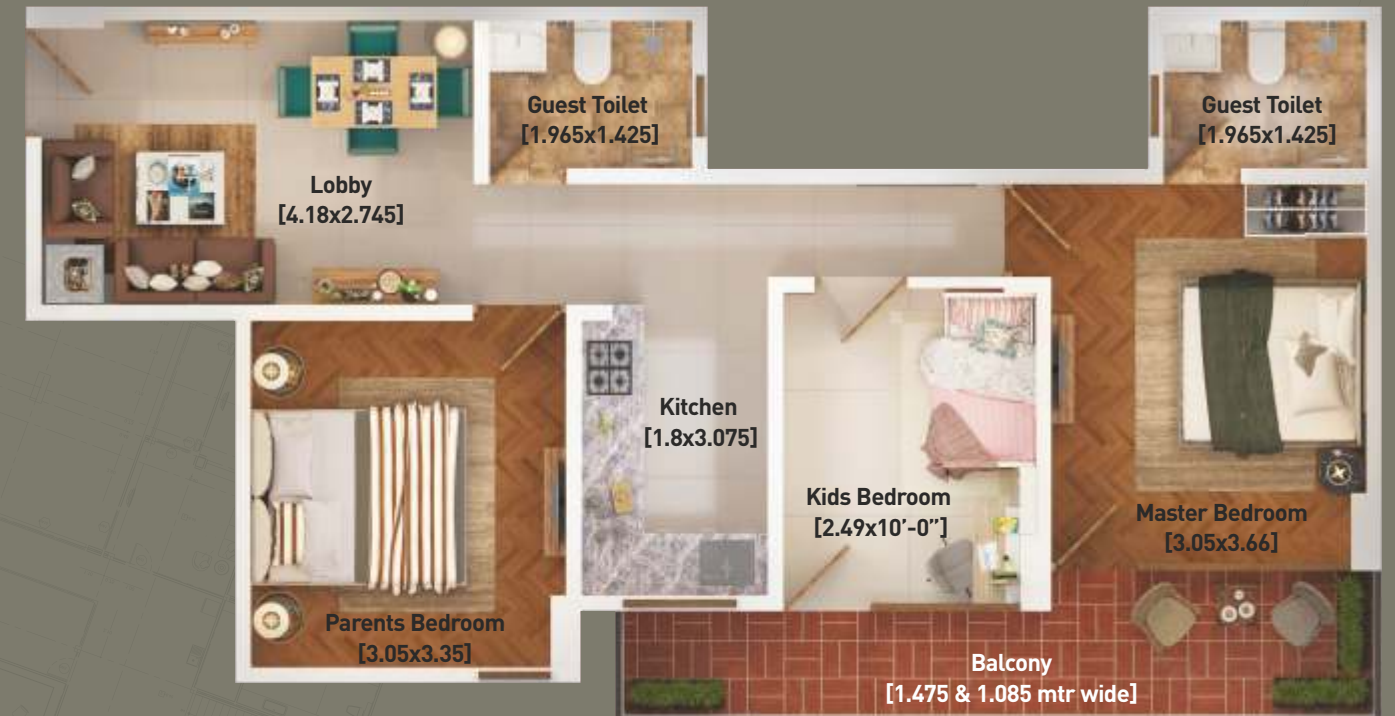 Guest Toilet
[1.965x1.425]
Guest Toilet
[1.965x1.425]
Lobby
[4.18x2.745]
Kitchen
[1.8x3.075]
Kids Bedroom
[2.49x10’-0”]
Master Bedroom
[3.05x3.66]
Parents Bedroom
[3.05x3.35]
Balcony
[1.475 & 1.085 mtr wide]